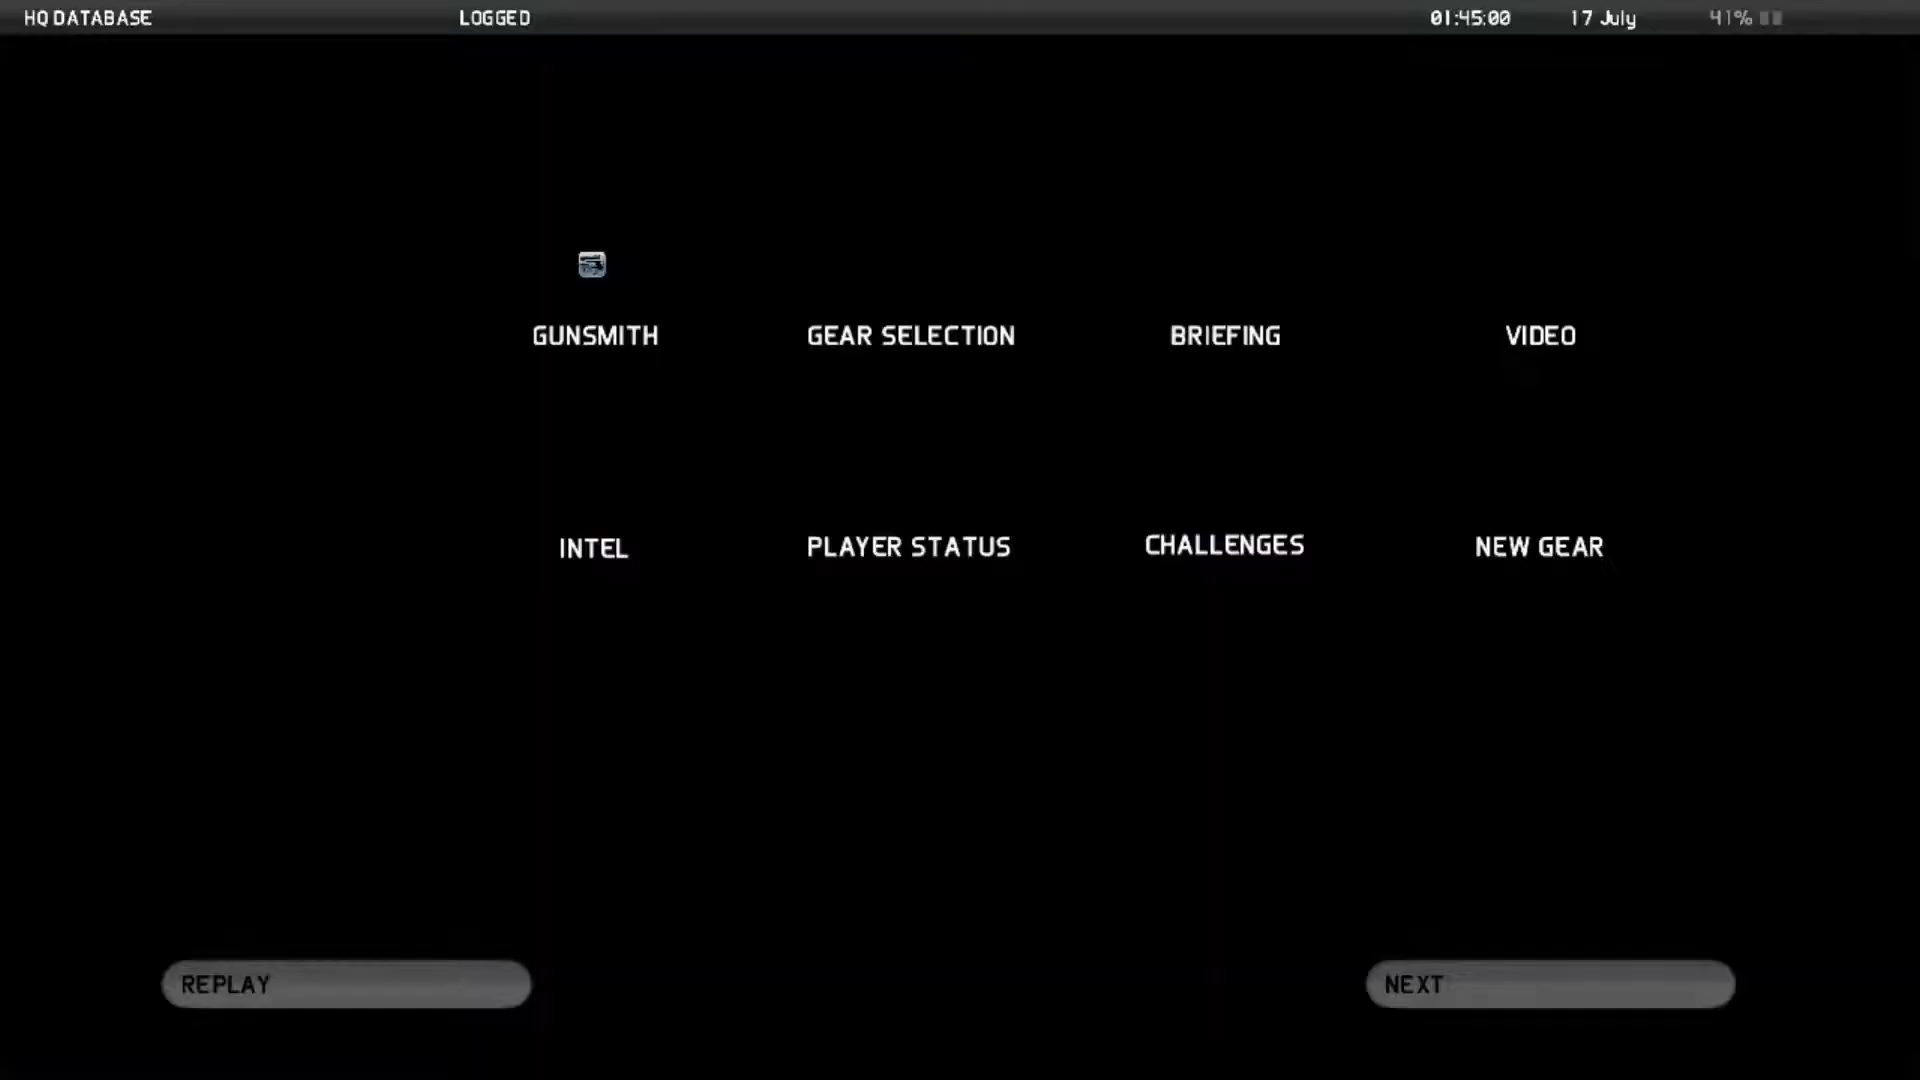 HQ DATABASE LOGGED 01:45:00 17 July 41%
GUNSMITH GEAR SELECTION BRIEFING VIDEO
INTEL PLAYER STATUS CHALLENGES NEW GEAR
REPLAY NEXT